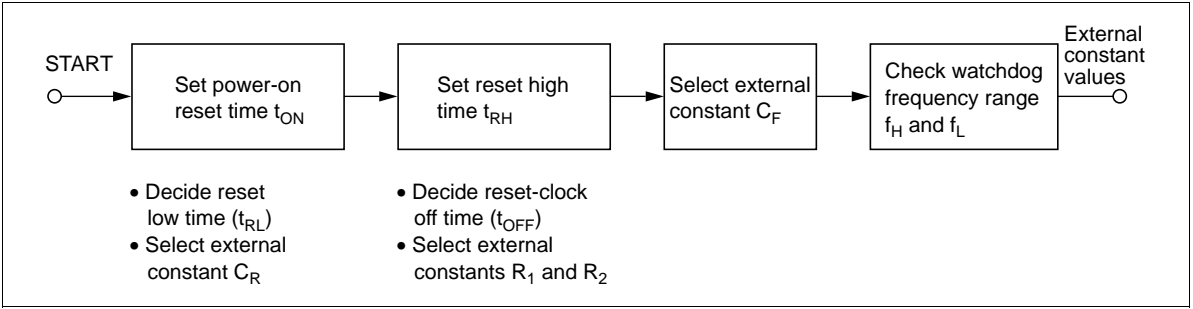 START
Set power-on
reset time tON
Set reset high
time tRH
Select external
constant CF
Check watchdog
frequency range
fH and fL
External
constant
values
• Decide reset
low time (tRL)
• Select external
constant CR
• Decide reset-clock
off time (tOFF)
• Select external
constants R1 and R2